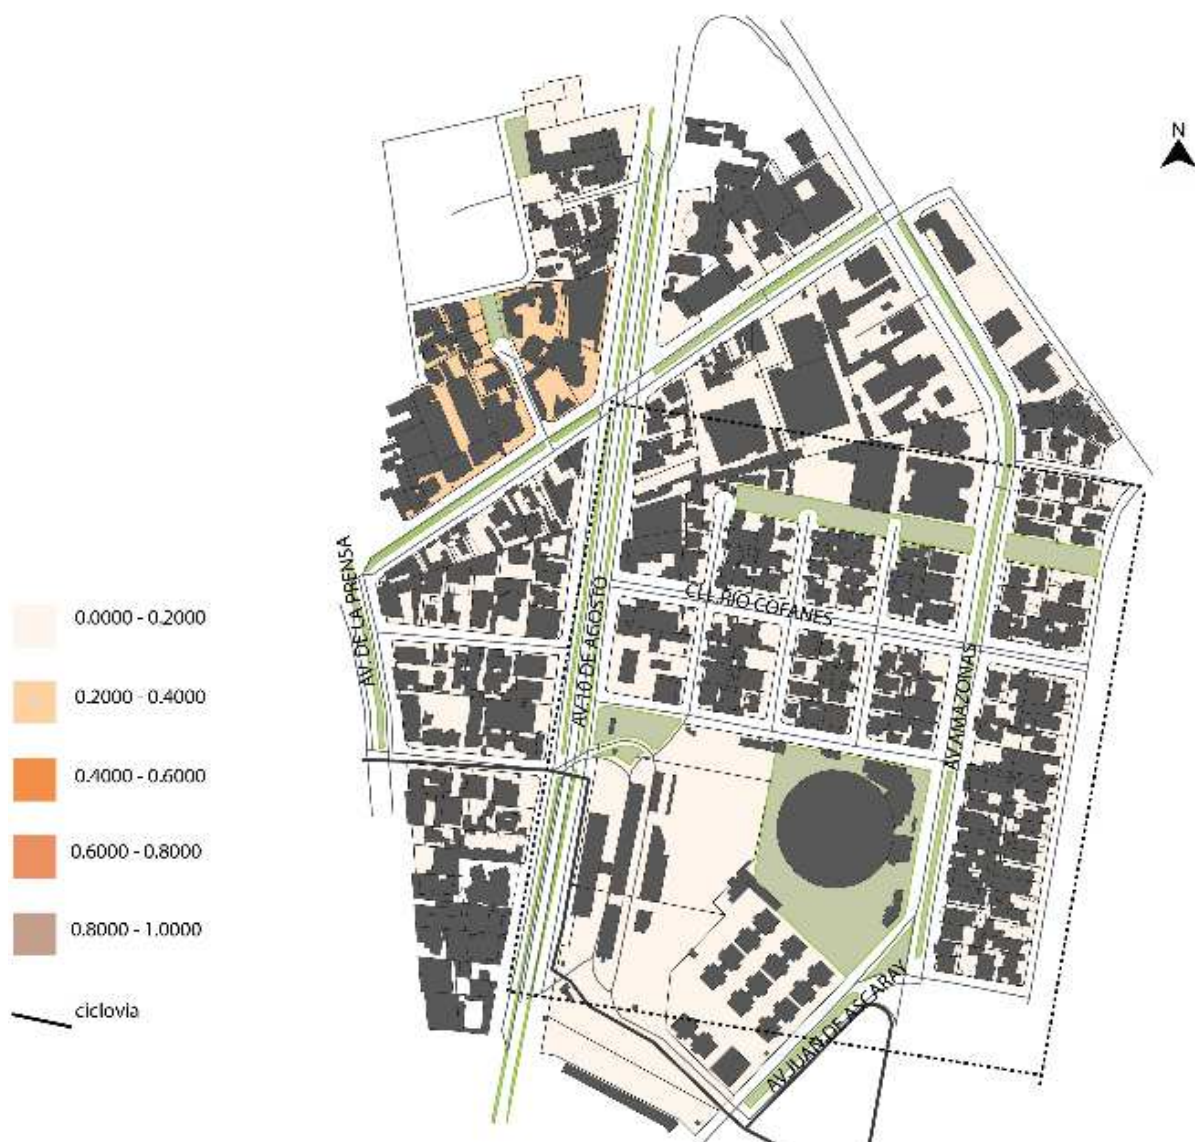 N
AV. DE LA PRENSA
AV. 10 DE AGOSTO
CLL RIO COFANES
AV. AMAZONAS
AV. JUAN DE ASCARAY
0.0000 - 0.2000
0.2000 - 0.4000
0.4000 - 0.6000
0.6000 - 0.8000
0.8000 - 1.0000
ciclovia